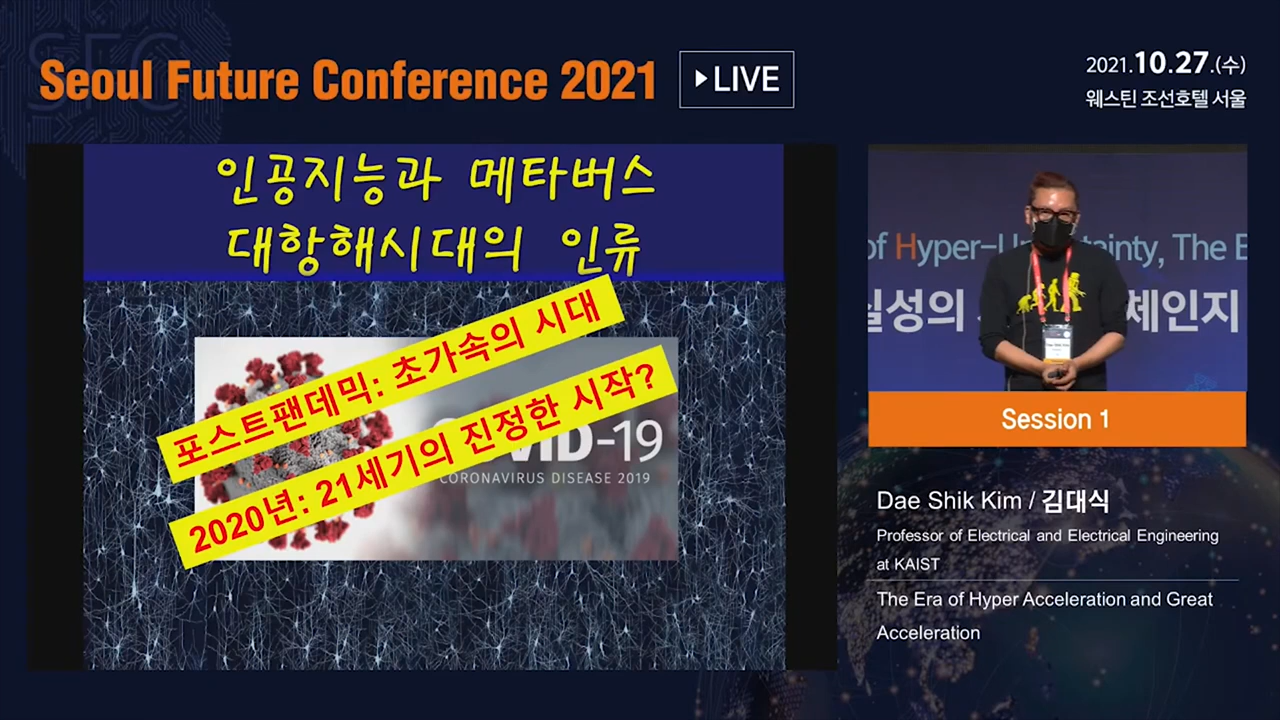 SFC
Seoul Future Conference 2021
LIVE
2021.10.27.(수)
웨스틴 조선호텔 서울
인공지능과 메타버스
대항해시대의 인류
포스트팬데믹: 초가속의 시대
2020년: 21세기의 진정한 시작?
VID-19
CORONAVIRUS DISEASE 2019
of Hyper-U
ainty, The E
실성의
체인지
Session 1
Dae Shik Kim / 김대식
Professor of Electrical and Electrical Engineering
at KAIST
The Era of Hyper Acceleration and Great
Acceleration